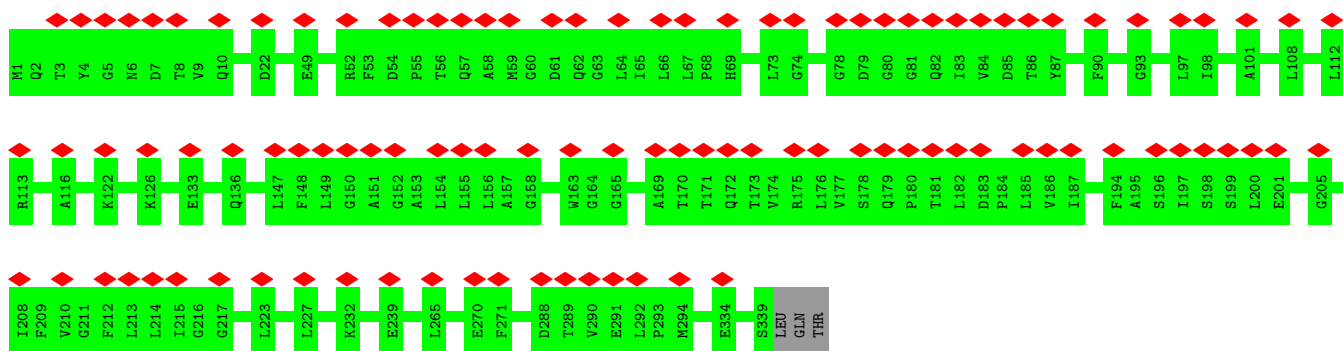 M1 Q2 T3 Y4 G5 N6 D7 T8 V9 Q10 D22 E49 R52 F53 D54 P55 T56 Q57 A58 M59 G60 D61 Q62 G63 L64 I65 L66 L67 P68 H69 L73 G74 G78 D79 G80 G81 Q82 I83 V84 D85 T86 Y87 F90 G93 L97 I98 A101 L108 L112
R113 A116 K122 K126 E133 Q136 L147 F148 L149 G150 A151 G152 A153 L154 L155 L156 A157 G158 W163 G164 G165 A169 T170 T171 Q172 T173 V174 R175 L176 V177 S178 Q179 P180 T181 L182 D183 P184 L185 V186 I187 F194 A195 S196 I197 S198 S199 L200 E201 G205
I208 F209 V210 G211 F212 L213 L214 I215 G216 G217 L223 L227 K232 E239 L265 E270 F271 D288 T289 V290 E291 L292 P293 M294 E334 S339 LEU GLN THR